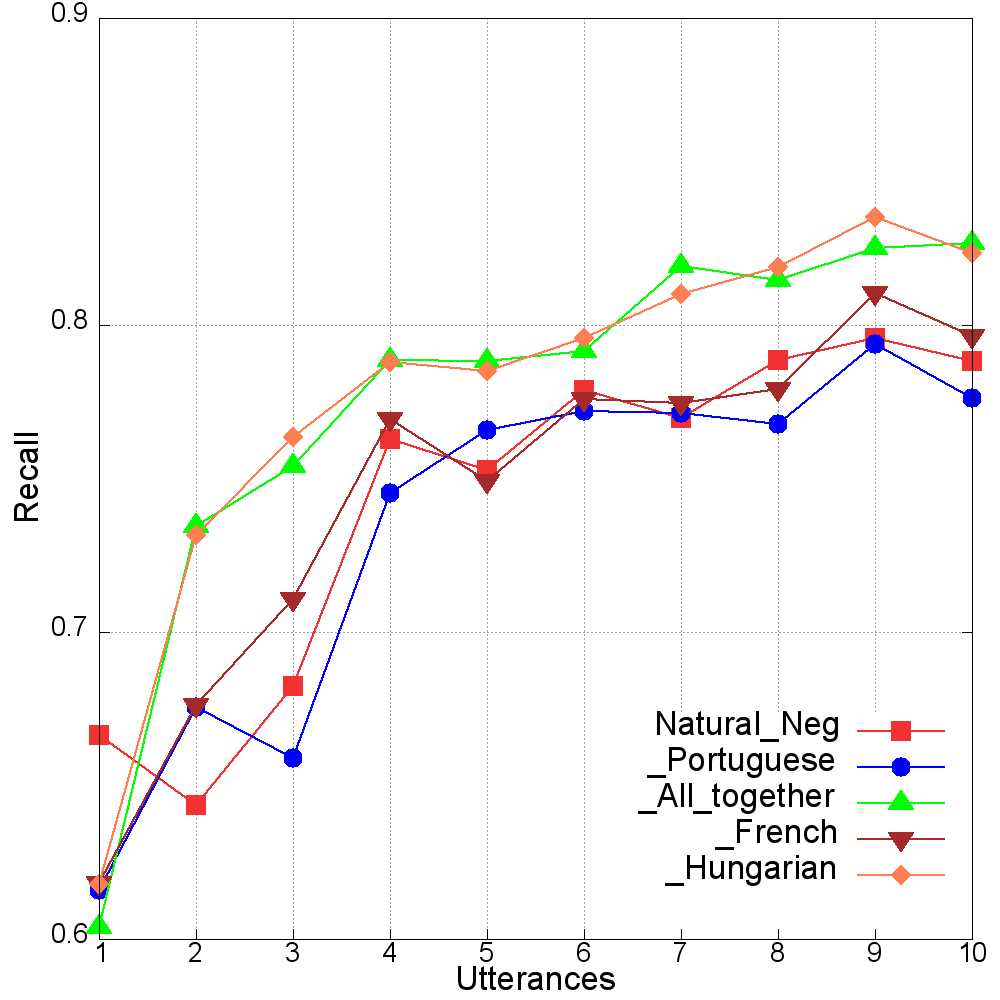 0.9
0.8
0.7
0.6
Recall
1 2 3 4 5 6 7 8 9 10
Utterances
Natural_Neg
_Portuguese
_All_together
_French
_Hungarian